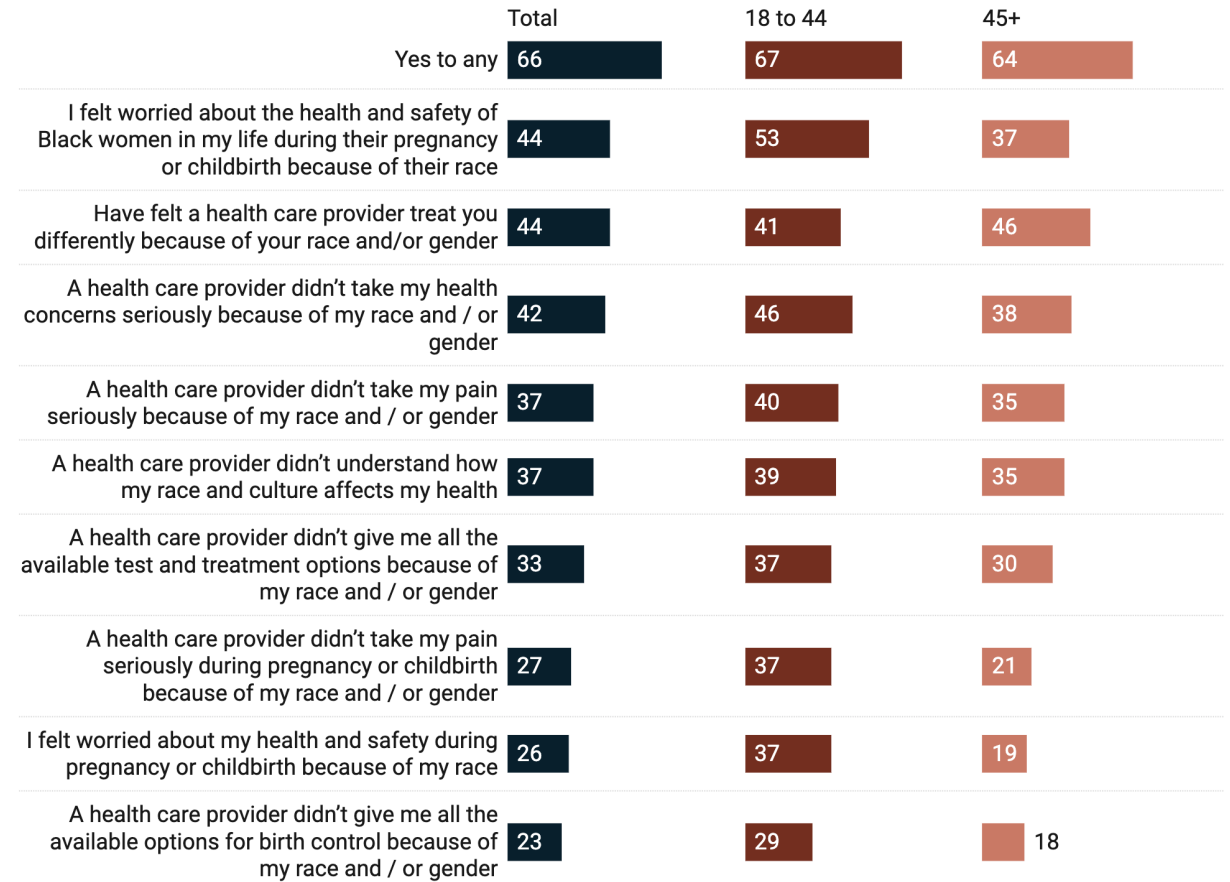 Total 18 to 44 45+
Yes to any 66 67 64
I felt worried about the health and safety of
Black women in my life during their pregnancy 44 53 37
or childbirth because of their race
Have felt a health care provider treat you
differently because of your race and/or gender 44 41 46
A health care provider didn’t take my health
concerns seriously because of my race and / or 42 46 38
gender
A health care provider didn’t take my pain
seriously because of my race and / or gender 37 40 35
A health care provider didn’t understand how
my race and culture affects my health 37 39 35
A health care provider didn’t give me all the
available test and treatment options because of 33 37 30
my race and / or gender
A health care provider didn’t take my pain
seriously during pregnancy or childbirth 27 37 21
because of my race and / or gender
I felt worried about my health and safety during
pregnancy or childbirth because of my race 26 37 19
A health care provider didn’t give me all the
available options for birth control because of 23 29 18
my race and / or gender